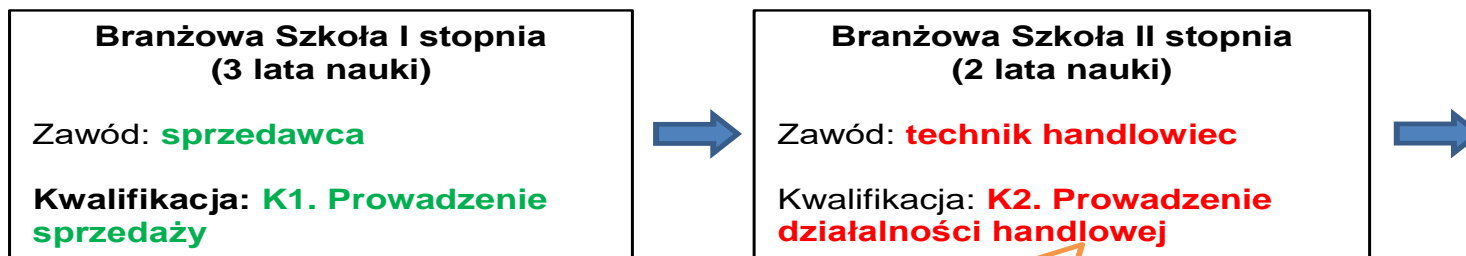 Branżowa Szkoła I stopnia
(3 lata nauki)
Zawód: sprzedawca
Kwalifikacja: K1. Prowadzenie
sprzedaży
Branżowa Szkoła II stopnia
(2 lata nauki)
Zawód: technik handlowiec
Kwalifikacja: K2. Prowadzenie
działalności handlowej